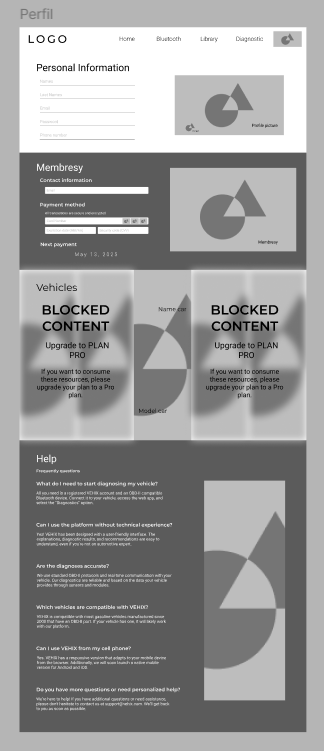 Perfil
LOGO
Home
Bluetooth
Library
Diagnostic
Personal Information
Name
Last Names
Email
Password
Phone number
Profile picture
Membresy
Contact information
Email
Payment method
All transactions are secure and encrypted
Next payment
May 13, 2023
Membresy
Vehicles
BLOCKED
CONTENT
Upgrade to PLAN
PRO
If you want to consume
these resources, please
upgrade your plan to a Pro
plan.
Name car
Model car
BLOCKED
CONTENT
Upgrade to PLAN
PRO
If you want to consume
these resources, please
upgrade your plan to a Pro
plan.
Help
Frequently questions
What do I need to start diagnosing my vehicle?
All you need is a registered VEHIX account and an OBD-II compatible
Bluetooth device. Connect it to your vehicle, access the web app, and
select the "Diagnostics" option.
Can I use the platform without technical experience?
Yes! VEHIX has been designed with a user-friendly interface. The
explanations, diagnostic results, and recommendations are easy to
understand, even if you're not an automotive expert.
Are the diagnoses accurate?
We use standard OBD-II protocols and real-time communication with your
vehicle. Our diagnostics are reliable and based on the data your vehicle
provides through sensors and modules.
Which vehicles are compatible with VEHIX?
VEHIX is compatible with most gasoline vehicles manufactured since
2000 that have an OBD-II port. If your vehicle has one, it will likely work
with our platform.
Can I use VEHIX from my cell phone?
Yes. VEHIX has a responsive version that adapts to your mobile device
from the browser. Additionally, we will soon launch a native mobile
version for Android and iOS.
Do you have more questions or need personalized help?
We're here to help! If you have additional questions or need assistance,
please don't hesitate to contact us at support@vehix.com. We'll get back
to you as soon as possible.